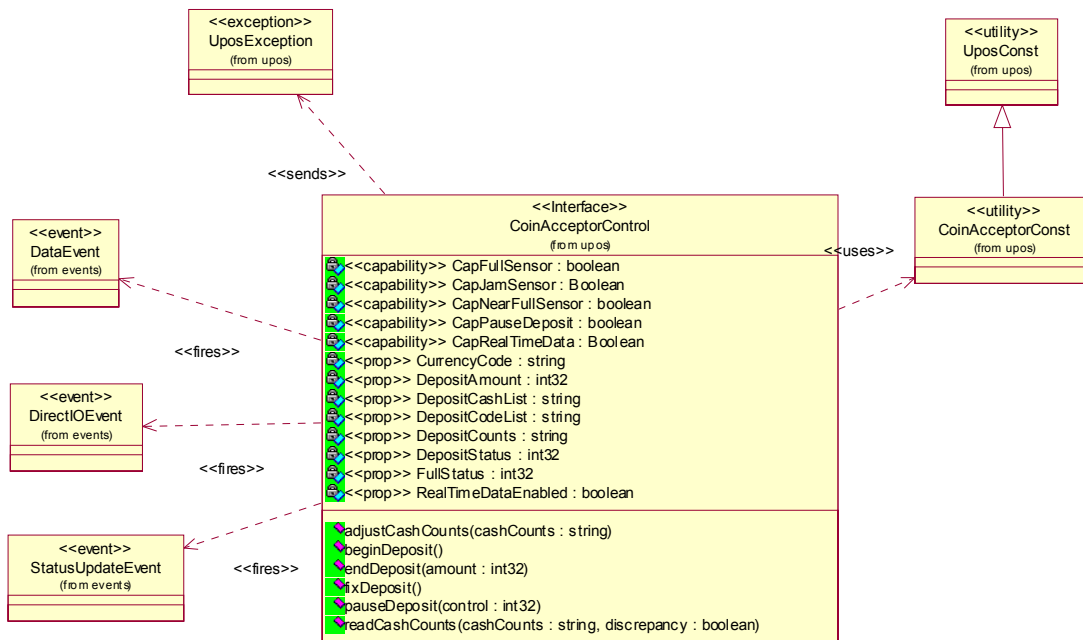 <<exception>>
UposException
(from upos)
<<utility>>
UposConst
(from upos)
<<sends>>
<<Interface>>
CoinAcceptorControl
(from upos)
<<uses>>
<<utility>>
CoinAcceptorConst
(from upos)
<<event>>
DataEvent
(from events)
<<fires>>
<<event>>
DirectIOEvent
(from events)
<<fires>>
<<event>>
StatusUpdateEvent
(from events)
<<fires>>
<<capability>> CapFullSensor : boolean
<<capability>> CapJamSensor : Boolean
<<capability>> CapNearFullSensor : boolean
<<capability>> CapPauseDeposit : boolean
<<capability>> CapRealTimeData : Boolean
<<prop>> CurrencyCode : string
<<prop>> DepositAmount : int32
<<prop>> DepositCashList : string
<<prop>> DepositCodeList : string
<<prop>> DepositCounts : string
<<prop>> DepositStatus : int32
<<prop>> FullStatus : int32
<<prop>> RealTimeDataEnabled : boolean
adjustCashCounts(cashCounts : string)
beginDeposit()
endDeposit(amount : int32)
fixDeposit()
pauseDeposit(control : int32)
readCashCounts(cashCounts : string, discrepancy : boolean)